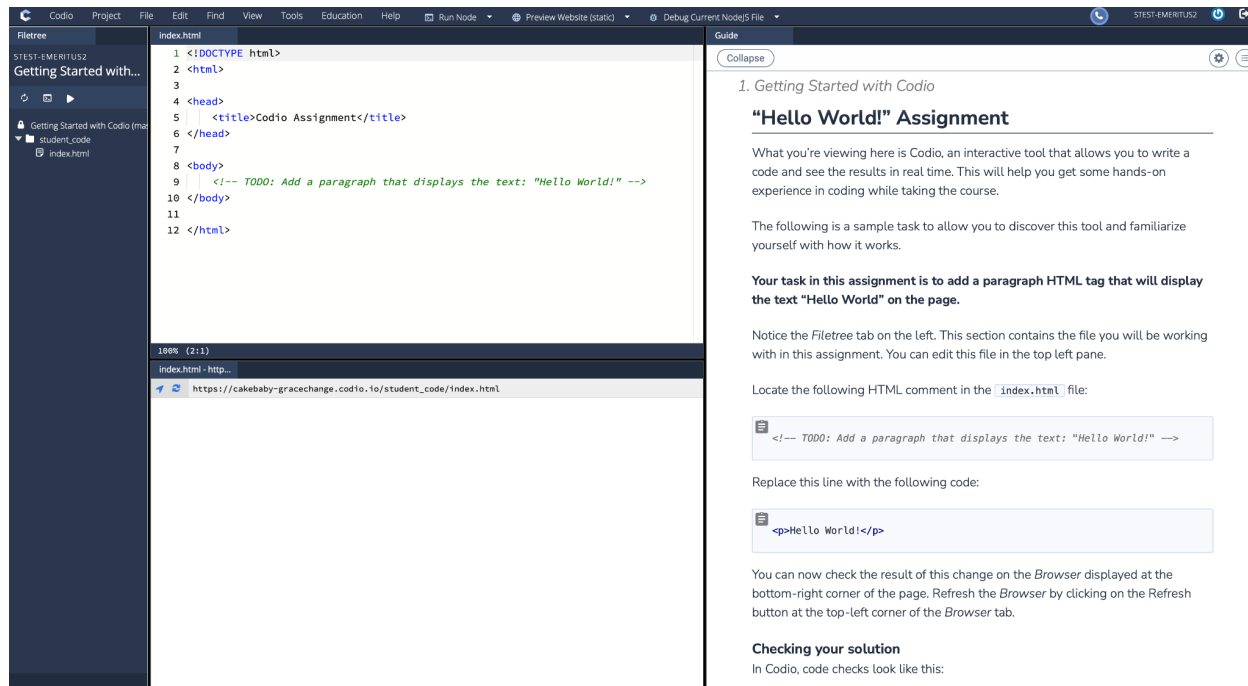 Codio Project File Edit Find View Tools Education Help Run Node Preview Website (static) Debug Current NodeJS File STEST-EMERITUS2
Filetree
STEST-EMERITUS2
Getting Started with...
Getting Started with Codio (mas
student_code
index.html
index.html
1 <!DOCTYPE html>
2 <html>
3
4 <head>
5 <title>Codio Assignment</title>
6 </head>
7
8 <body>
9 <!-- TODO: Add a paragraph that displays the text: "Hello World!" -->
10 </body>
11
12 </html>
100% (2:1)
index.html - http...
https://cakebaby-gracechange.codio.io/student_code/index.html
Guide
Collapse
1. Getting Started with Codio
“Hello World!” Assignment
What you’re viewing here is Codio, an interactive tool that allows you to write a
code and see the results in real time. This will help you get some hands-on
experience in coding while taking the course.
The following is a sample task to allow you to discover this tool and familiarize
yourself with how it works.
Your task in this assignment is to add a paragraph HTML tag that will display
the text “Hello World” on the page.
Notice the Filetree tab on the left. This section contains the file you will be working
with in this assignment. You can edit this file in the top left pane.
Locate the following HTML comment in the index.html file:
<!-- TODO: Add a paragraph that displays the text: "Hello World!" -->
Replace this line with the following code:
<p>Hello World!</p>
You can now check the result of this change on the Browser displayed at the
bottom-right corner of the page. Refresh the Browser by clicking on the Refresh
button at the top-left corner of the Browser tab.
Checking your solution
In Codio, code checks look like this: